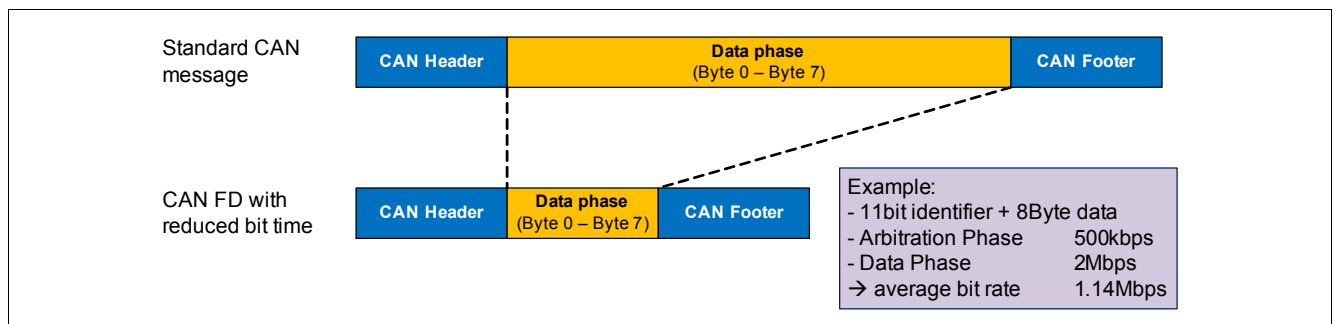 Standard CAN
message
CAN Header
Data phase
(Byte 0 – Byte 7)
CAN Footer
CAN FD with
reduced bit time
CAN Header
Data phase
(Byte 0 – Byte 7)
CAN Footer
Example:
- 11bit identifier + 8Byte data
- Arbitration Phase 500kbps
- Data Phase 2Mbps
→ average bit rate 1.14Mbps